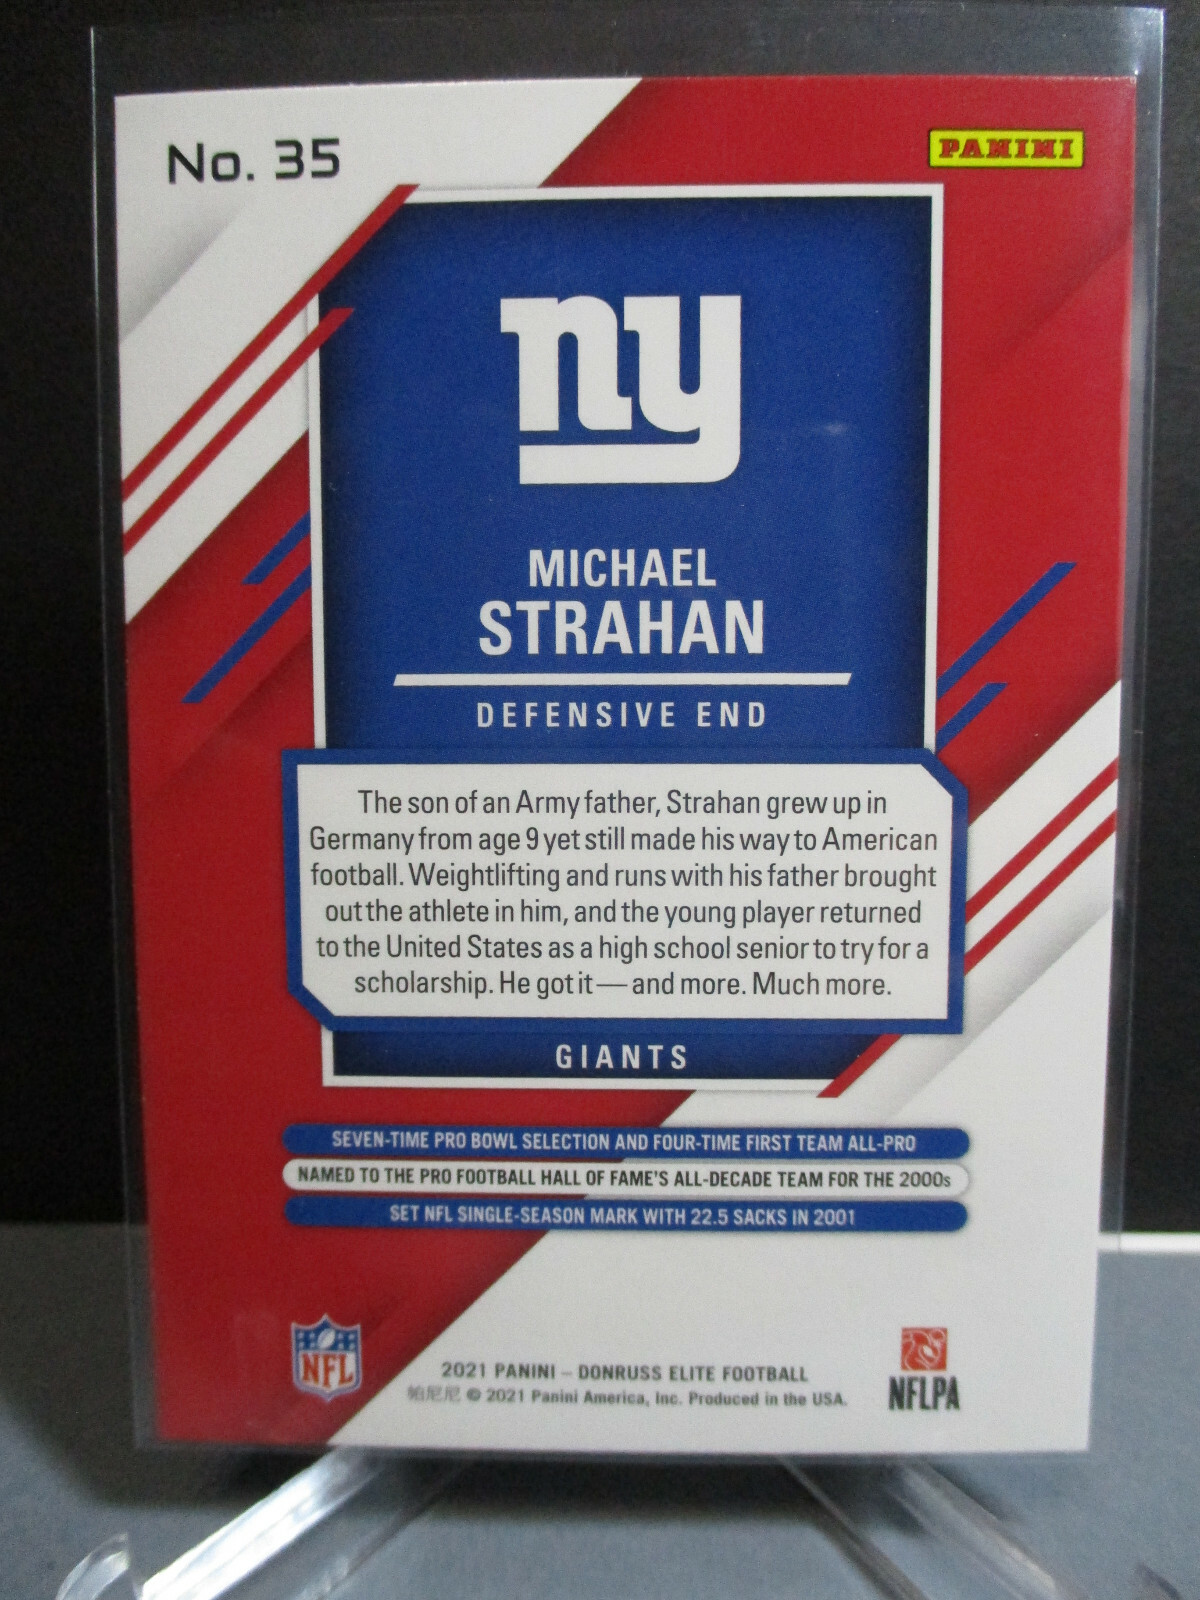 No. 35
PANINI
ny
MICHAEL
STRAHAN
DEFENSIVE END
The son of an Army father, Strahan grew up in
Germany from age 9 yet still made his way to American
football. Weightlifting and runs with his father brought
out the athlete in him, and the young player returned
to the United States as a high school senior to try for a
scholarship. He got it — and more. Much more.
GIANTS
SEVEN-TIME PRO BOWL SELECTION AND FOUR-TIME FIRST TEAM ALL-PRO
NAMED TO THE PRO FOOTBALL HALL OF FAME'S ALL-DECADE TEAM FOR THE 2000s
SET NFL SINGLE-SEASON MARK WITH 22.5 SACKS IN 2001
NFL
2021 PANINI – DONRUSS ELITE FOOTBALL
帕尼尼 © 2021 Panini America, Inc. Produced in the USA.
NFLPA